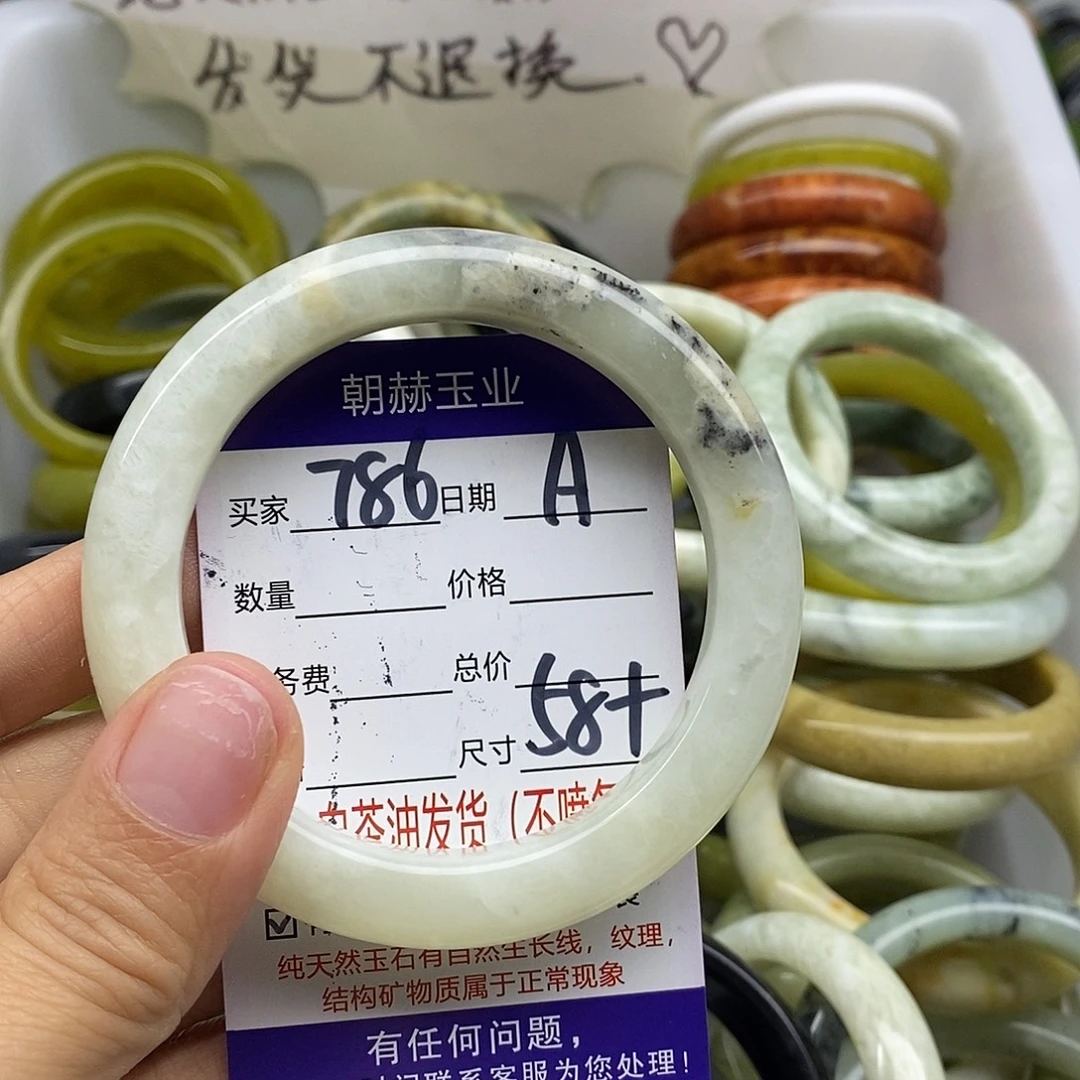 不退换
朝赫玉业
买家 786 日期 A
数量 价格
务费 总价
尺寸 58+
白茶油发货（不喷
纯天然玉石有自然生长线，纹理，
结构矿物质属于正常现象
有任何问题，
联系客服为您处理！